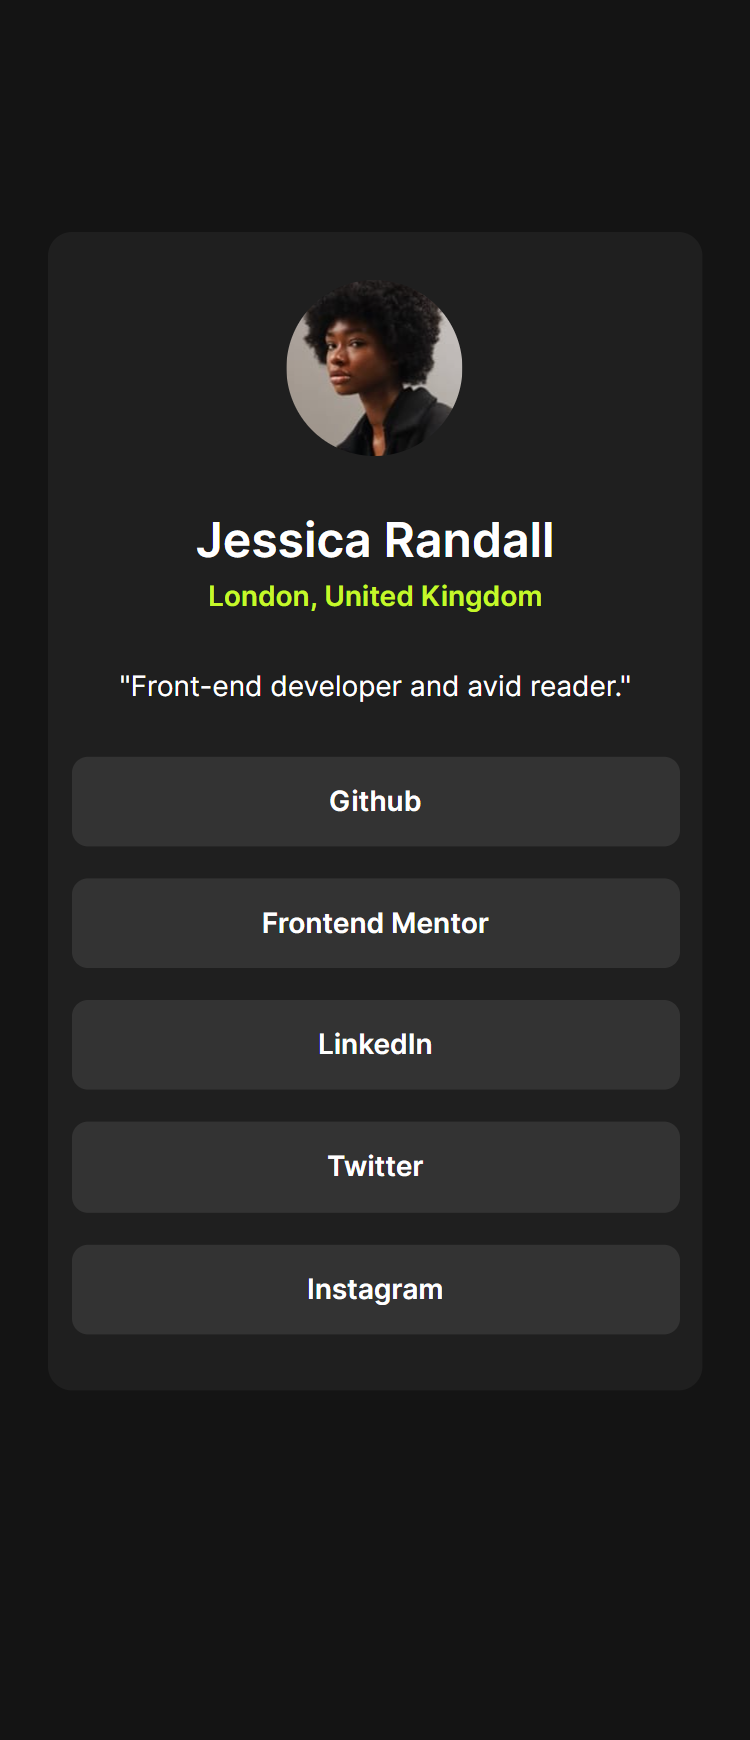 Jessica Randall
London, United Kingdom
"Front-end developer and avid reader."
Github
Frontend Mentor
LinkedIn
Twitter
Instagram